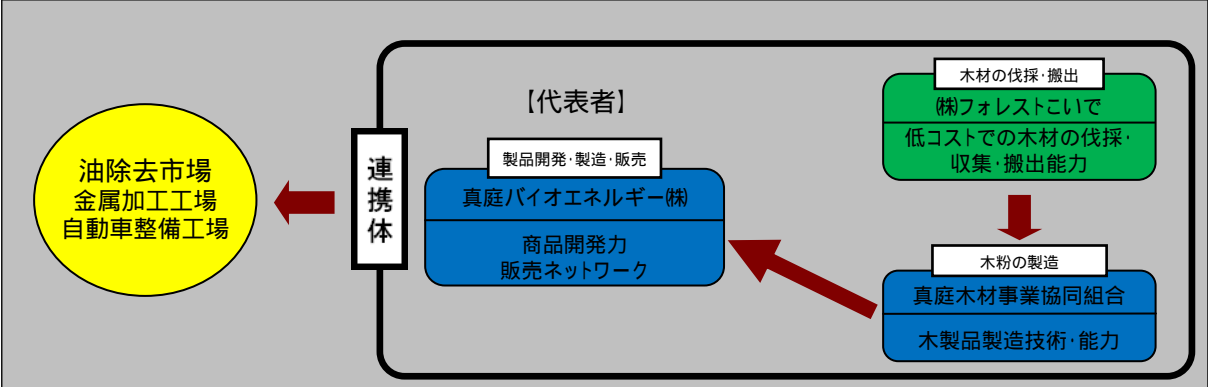 油除去市場
金属加工工場
自動車整備工場
連携体
【代表者】
製品開発・製造・販売
真庭バイオエネルギー㈱
商品開発力
販売ネットワーク
木材の伐採・搬出
㈱フォレストこいで
低コストでの木材の伐採・
収集・搬出能力
木粉の製造
真庭木材事業協同組合
木製品製造技術・能力